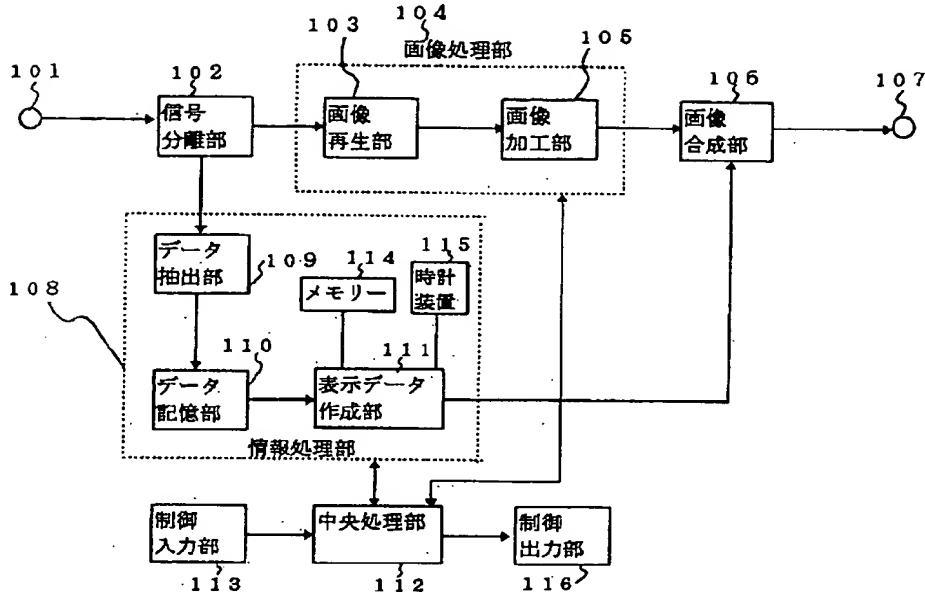 101
102
信号
分離部
103
画像
再生部
104
画像処理部
105
画像
加工部
106
画像
合成部
107
108
データ
抽出部
109
114
メモリー
115
時計
装置
110
データ
記憶部
111
表示データ
作成部
情報処理部
制御
入力部
113
中央処理部
112
制御
出力部
116